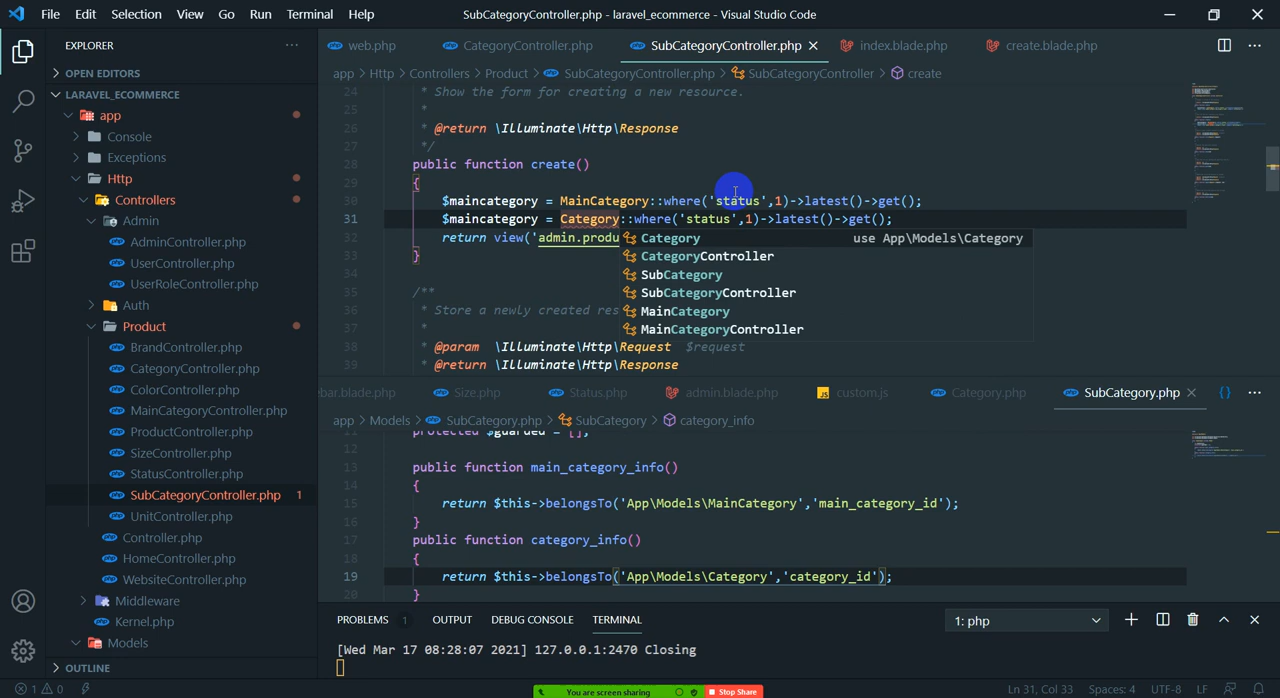 File Edit Selection View Go Run Terminal Help
SubCategoryController.php - laravel_ecommerce - Visual Studio Code
EXPLORER
OPEN EDITORS
LARAVEL_ECOMMERCE
app
Console
Exceptions
Http
Controllers
Admin
AdminController.php
UserController.php
UserRoleController.php
Auth
Product
BrandController.php
CategoryController.php
ColorController.php
MainCategoryController.php
ProductController.php
SizeController.php
StatusController.php
SubCategoryController.php 1
UnitController.php
Controller.php
HomeController.php
WebsiteController.php
Middleware
Kernel.php
Models
OUTLINE
web.php CategoryController.php SubCategoryController.php index.blade.php create.blade.php
app > Http > Controllers > Product > SubCategoryController.php > SubCategoryController > create
24 * Show the form for creating a new resource.
25 *
26 * @return \Illuminate\Http\Response
27 */
28 public function create()
29 {
30 $maincategory = MainCategory::where('status',1)->latest()->get();
31 $maincategory = Category::where('status',1)->latest()->get();
32 return view('admin.produ
33 }
34
35 /**
36 * Store a newly created res
37 *
38 * @param \Illuminate\Http\Request $request
39 * @return \Illuminate\Http\Response
Category use App\Models\Category
CategoryController
SubCategory
SubCategoryController
MainCategory
MainCategoryController
bar.blade.php Size.php Status.php admin.blade.php JS custom.js Category.php SubCategory.php {}
app > Models > SubCategory.php > SubCategory > category_info
11 protected $guarded = [];
12
13 public function main_category_info()
14 {
15 return $this->belongsTo('App\Models\MainCategory','main_category_id');
16 }
17 public function category_info()
18 {
19 return $this->belongsTo('App\Models\Category','category_id');
20 }
PROBLEMS 1 OUTPUT DEBUG CONSOLE TERMINAL 1: php
[Wed Mar 17 08:28:07 2021] 127.0.0.1:2470 Closing
1 0 You are screen sharing Stop Share Ln 31, Col 33 Spaces: 4 UTF-8 LF